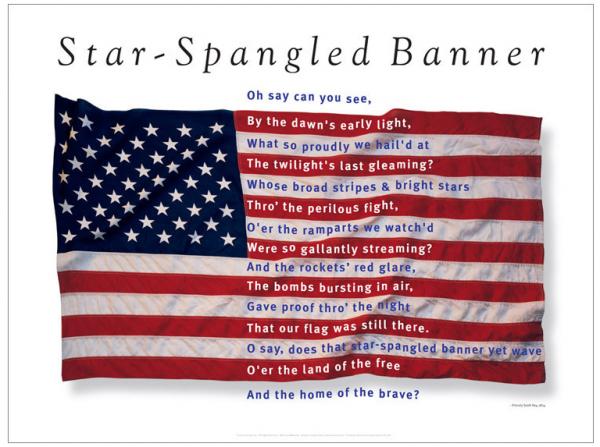 Star-Spangled Banner
Oh say can you see,
By the dawn's early light,
What so proudly we hail'd at
The twilight's last gleaming?
Whose broad stripes & bright stars
Thro' the perilous fight,
O'er the ramparts we watch'd
Were so gallantly streaming?
And the rockets' red glare,
The bombs bursting in air,
Gave proof thro' the night
That our flag was still there.
O say, does that star-spangled banner yet wave
O'er the land of the free
And the home of the brave?